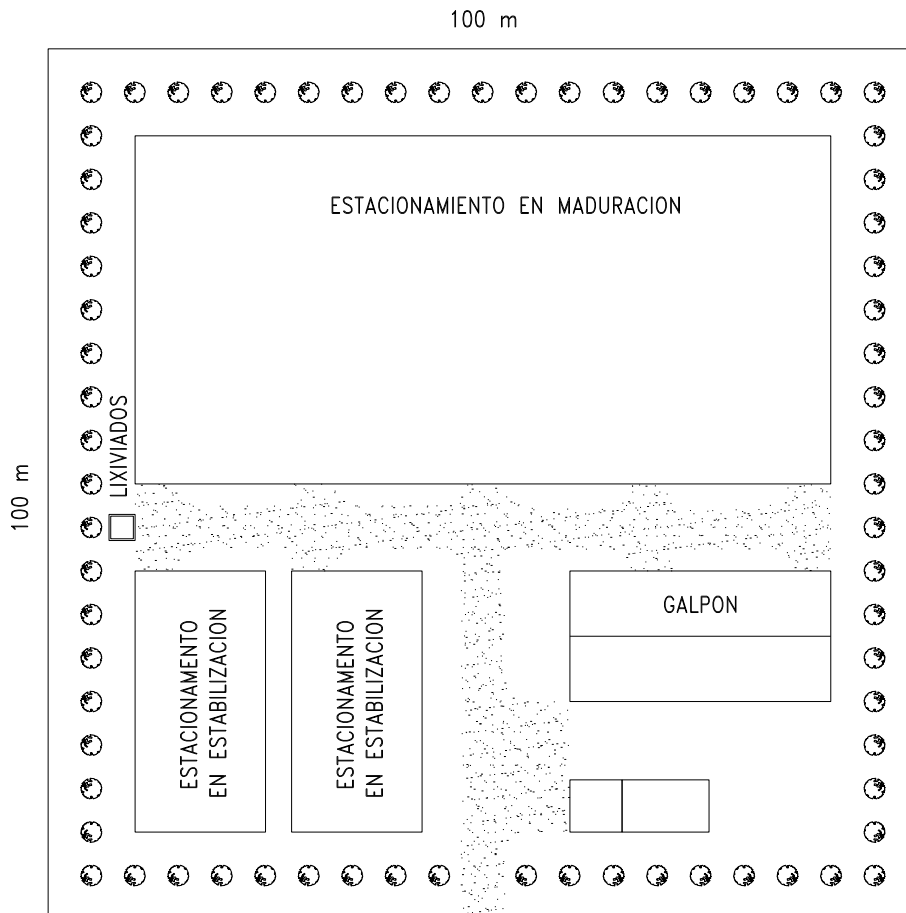 100 m
ESTACIONAMIENTO EN MADURACION
LIXIVIADOS
100 m
GALPON
ESTACIONAMENTO
EN ESTABILIZACION
ESTACIONAMENTO
EN ESTABILIZACION